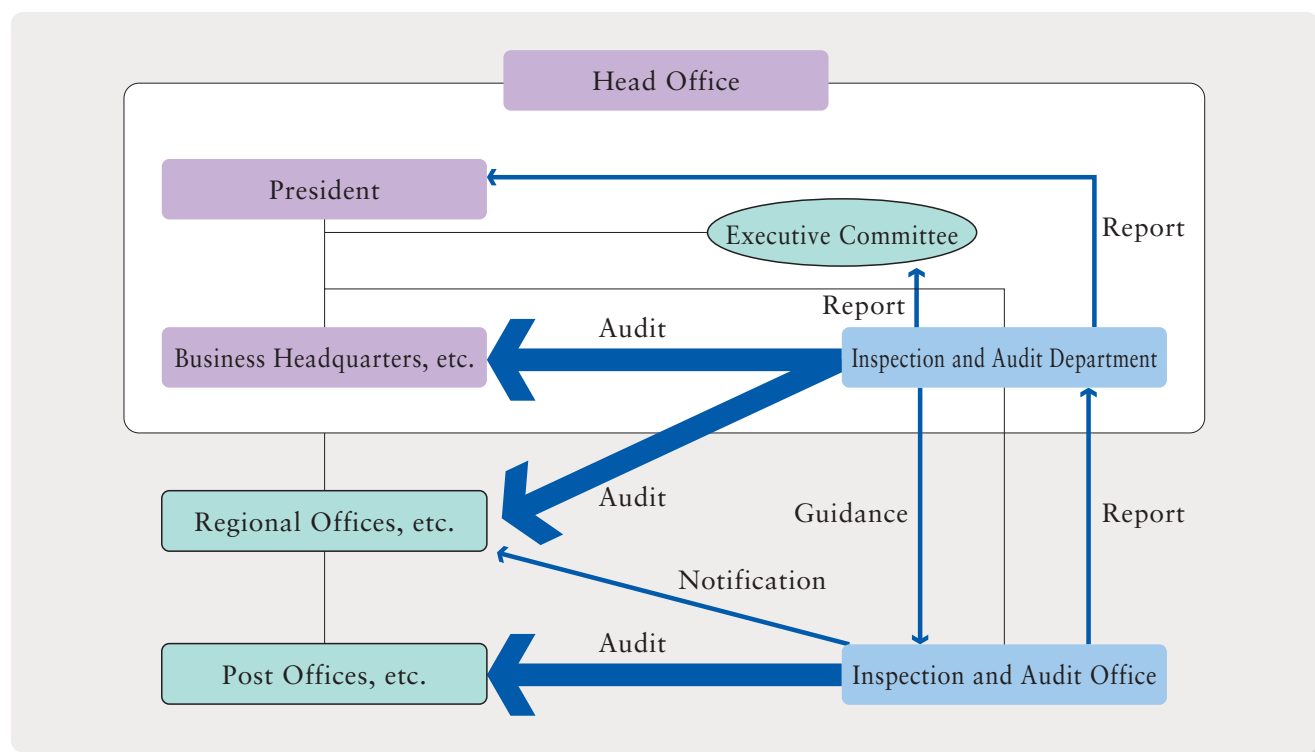 Head Office
President
Executive Committee
Report
Report
Audit
Business Headquarters, etc.
Inspection and Audit Department
Audit
Regional Offices, etc.
Guidance
Report
Notification
Audit
Post Offices, etc.
Inspection and Audit Office